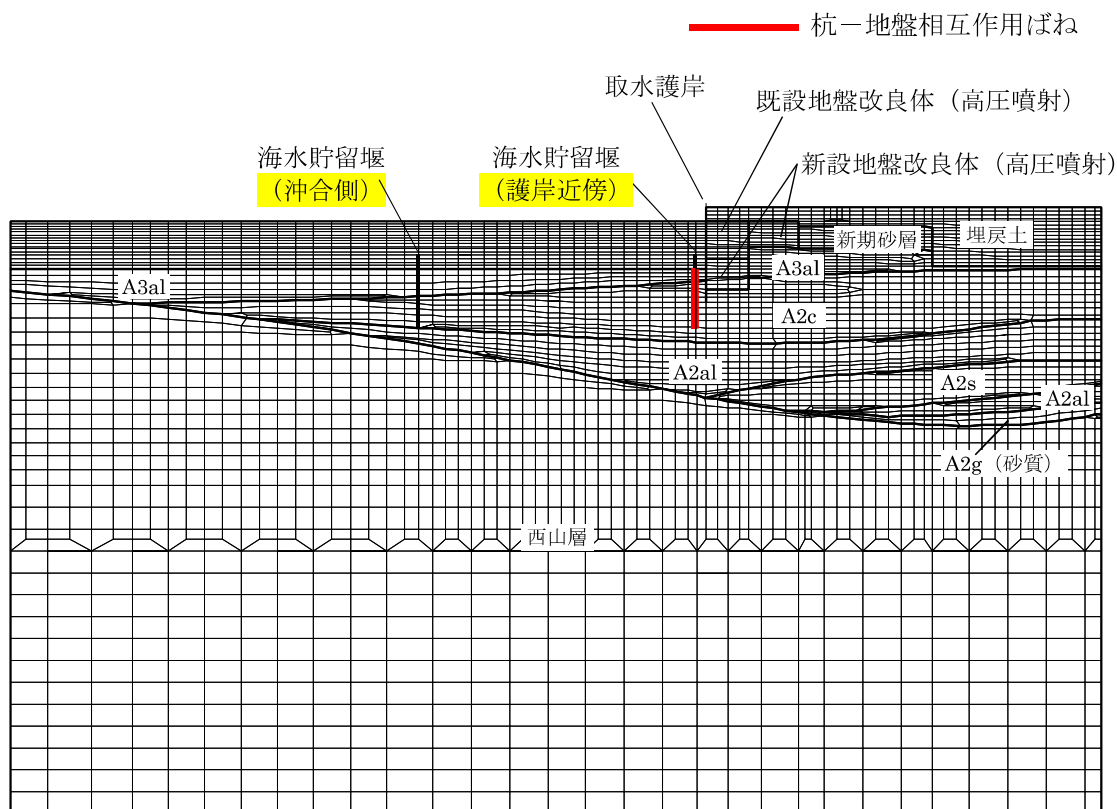 杭－地盤相互作用ばね
取水護岸
既設地盤改良体（高圧噴射）
海水貯留堰
（沖合側）
海水貯留堰
（護岸近傍）
新設地盤改良体（高圧噴射）
新期砂層
埋戻土
A3al
A3al
A2c
A2al
A2s
A2al
A2g（砂質）
西山層